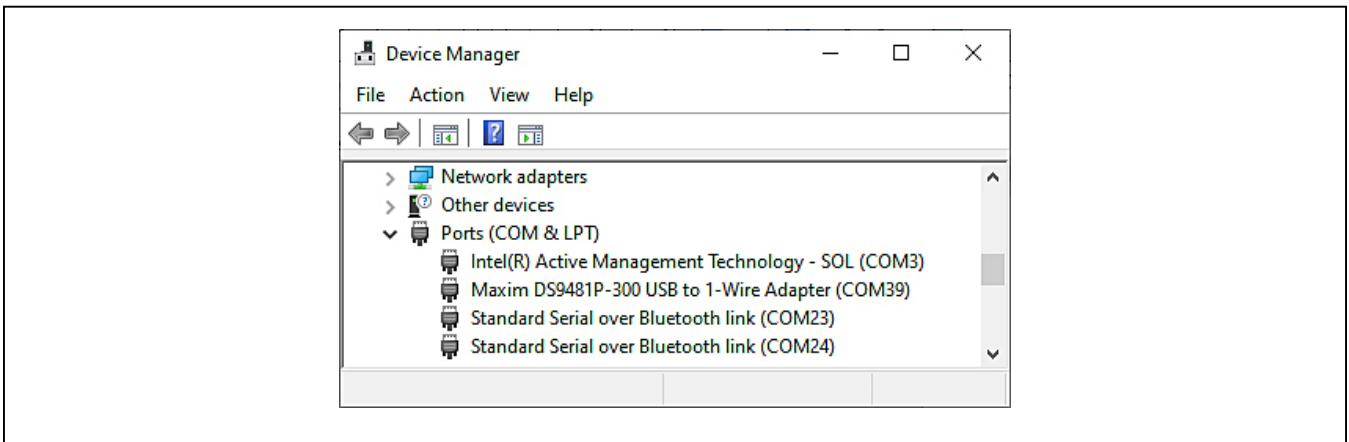 Device Manager
File Action View Help
Network adapters
Other devices
Ports (COM & LPT)
Intel(R) Active Management Technology - SOL (COM3)
Maxim DS9481P-300 USB to 1-Wire Adapter (COM39)
Standard Serial over Bluetooth link (COM23)
Standard Serial over Bluetooth link (COM24)